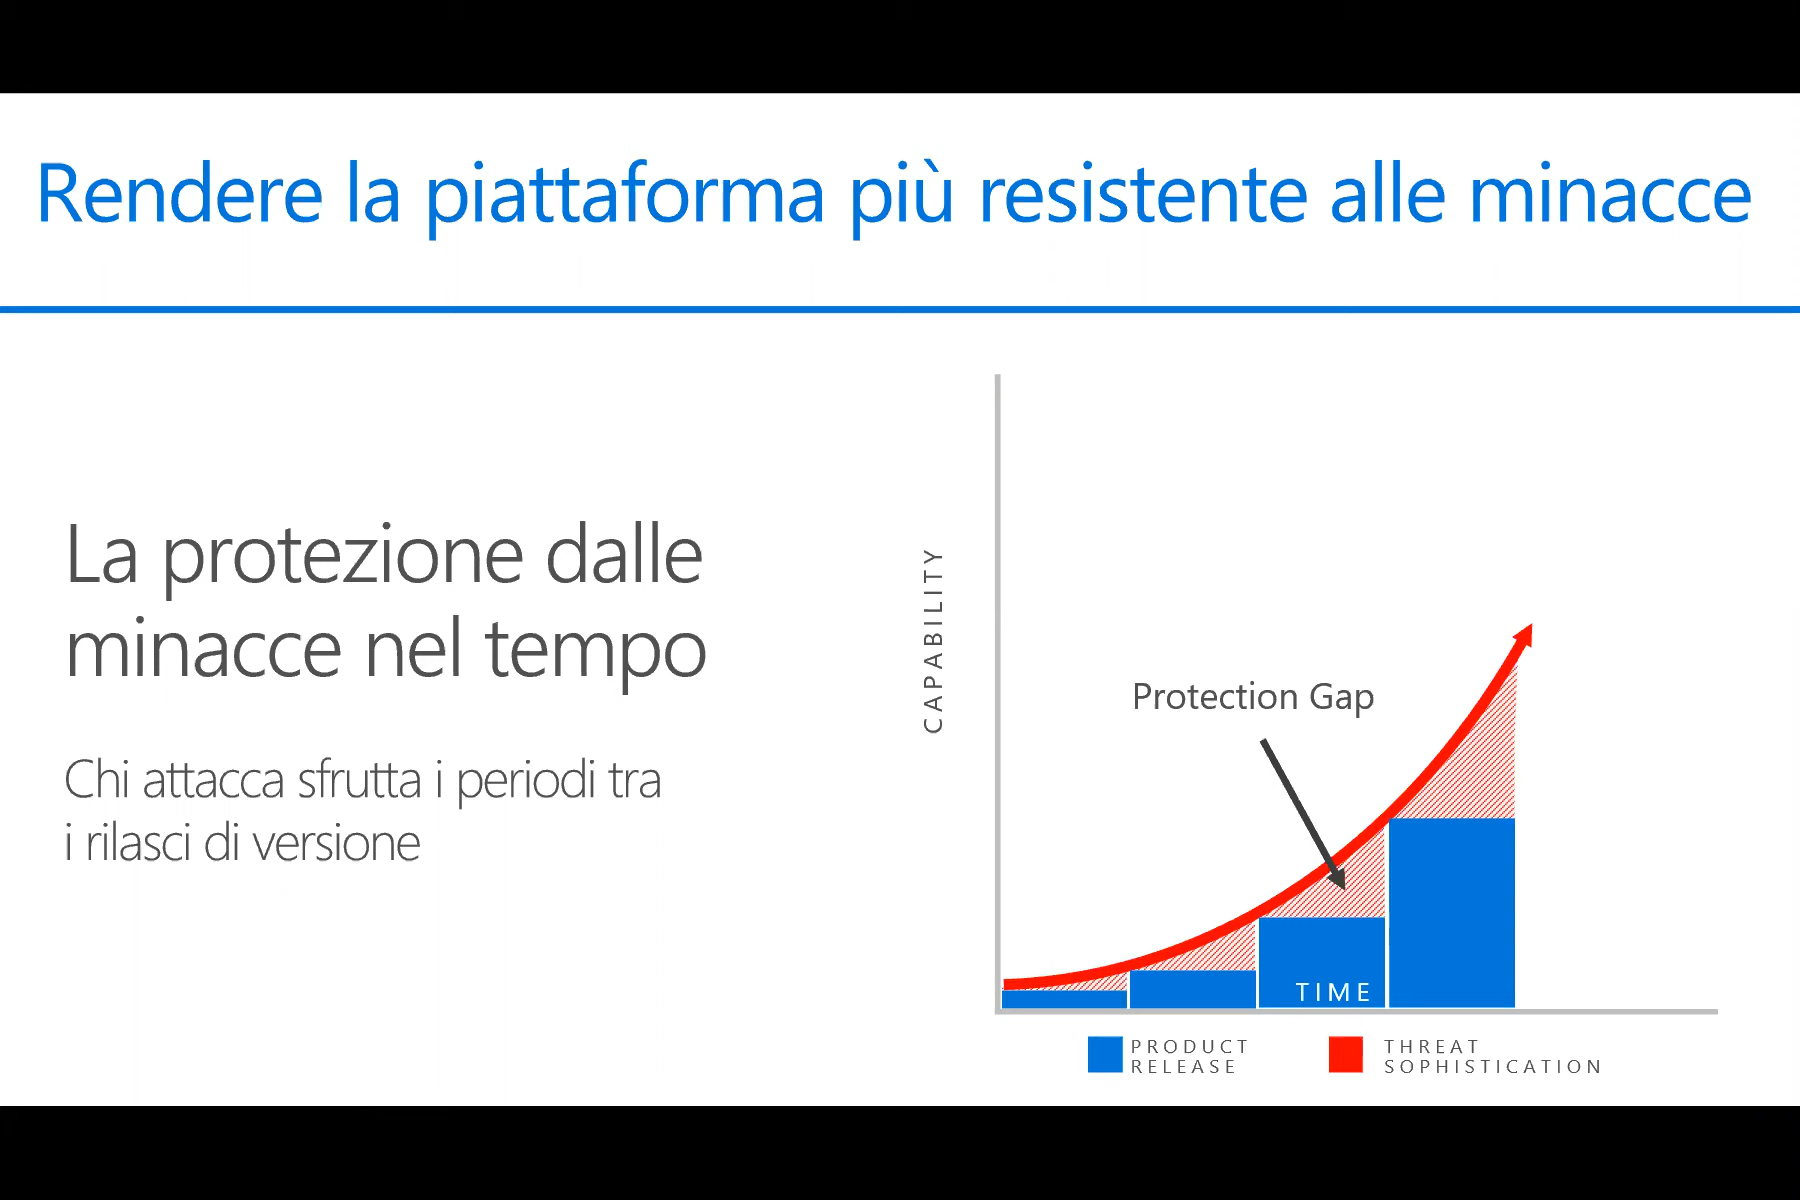 Rendere la piattaforma più resistente alle minacce
La protezione dalle
minacce nel tempo
Chi attacca sfrutta i periodi tra
i rilasci di versione
CAPABILITY
Protection Gap
TIME
PRODUCT
RELEASE
THREAT
SOPHISTICATION